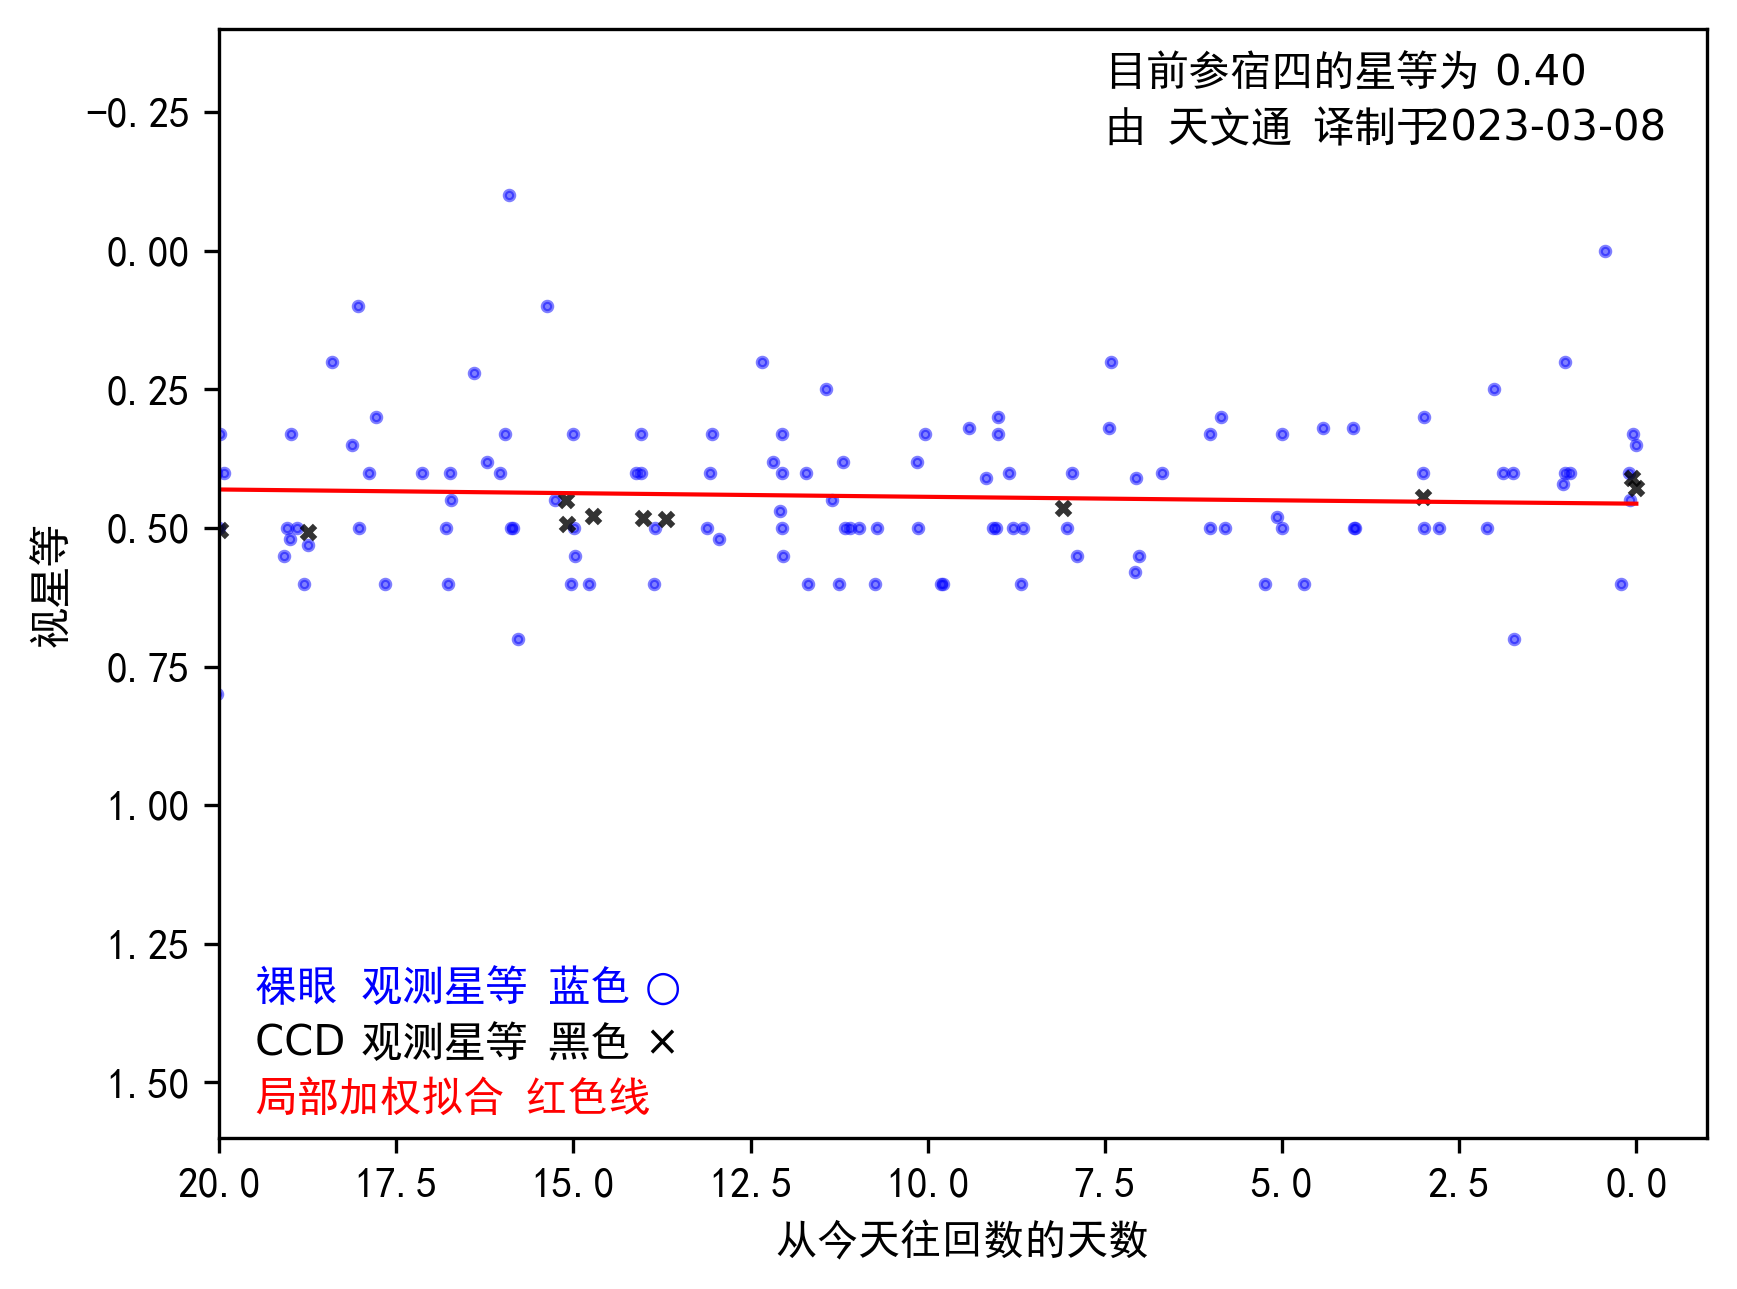 目前参宿四的星等为 0.40
由 天文通 译制于2023-03-08
−0.25
0.00
0.25
0.50
0.75
1.00
1.25
1.50
视星等
裸眼 观测星等 蓝色 ○
CCD 观测星等 黑色 ×
局部加权拟合 红色线
20.0 17.5 15.0 12.5 10.0 7.5 5.0 2.5 0.0
从今天往回数的天数